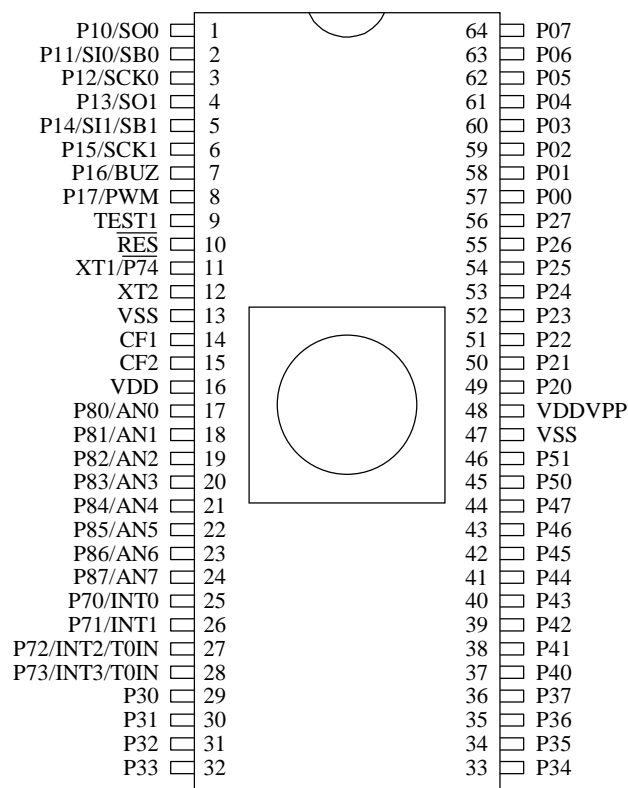 P10/SO0 1 64 P07
P11/SI0/SB0 2 63 P06
P12/SCK0 3 62 P05
P13/SO1 4 61 P04
P14/SI1/SB1 5 60 P03
P15/SCK1 6 59 P02
P16/BUZ 7 58 P01
P17/PWM 8 57 P00
TEST1 9 56 P27
RES 10 55 P26
XT1/P74 11 54 P25
XT2 12 53 P24
VSS 13 52 P23
CF1 14 51 P22
CF2 15 50 P21
VDD 16 49 P20
P80/AN0 17 48 VDDVPP
P81/AN1 18 47 VSS
P82/AN2 19 46 P51
P83/AN3 20 45 P50
P84/AN4 21 44 P47
P85/AN5 22 43 P46
P86/AN6 23 42 P45
P87/AN7 24 41 P44
P70/INT0 25 40 P43
P71/INT1 26 39 P42
P72/INT2/T0IN 27 38 P41
P73/INT3/T0IN 28 37 P40
P30 29 36 P37
P31 30 35 P36
P32 31 34 P35
P33 32 33 P34